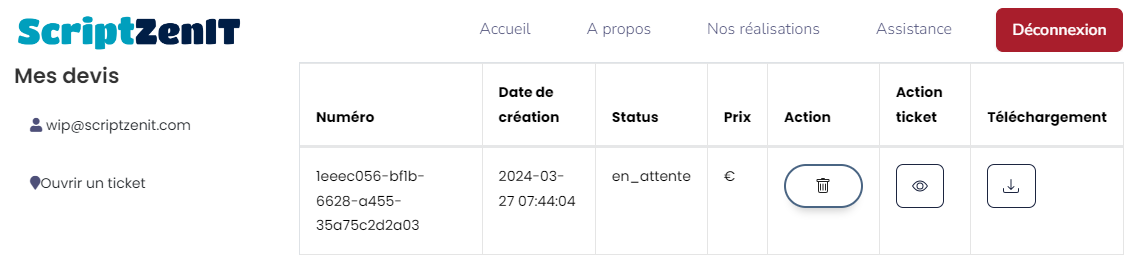 ScriptZenIT
Accueil
A propos
Nos réalisations
Assistance
Déconnexion
Mes devis
wip@scriptzenit.com
Ouvrir un ticket
Numéro
Date de
création
Status
Prix
Action
Action
ticket
Téléchargement
1eeec056-bf1b-
6628-a455-
35a75c2d2a03
2024-03-
27 07:44:04
en_attente
€